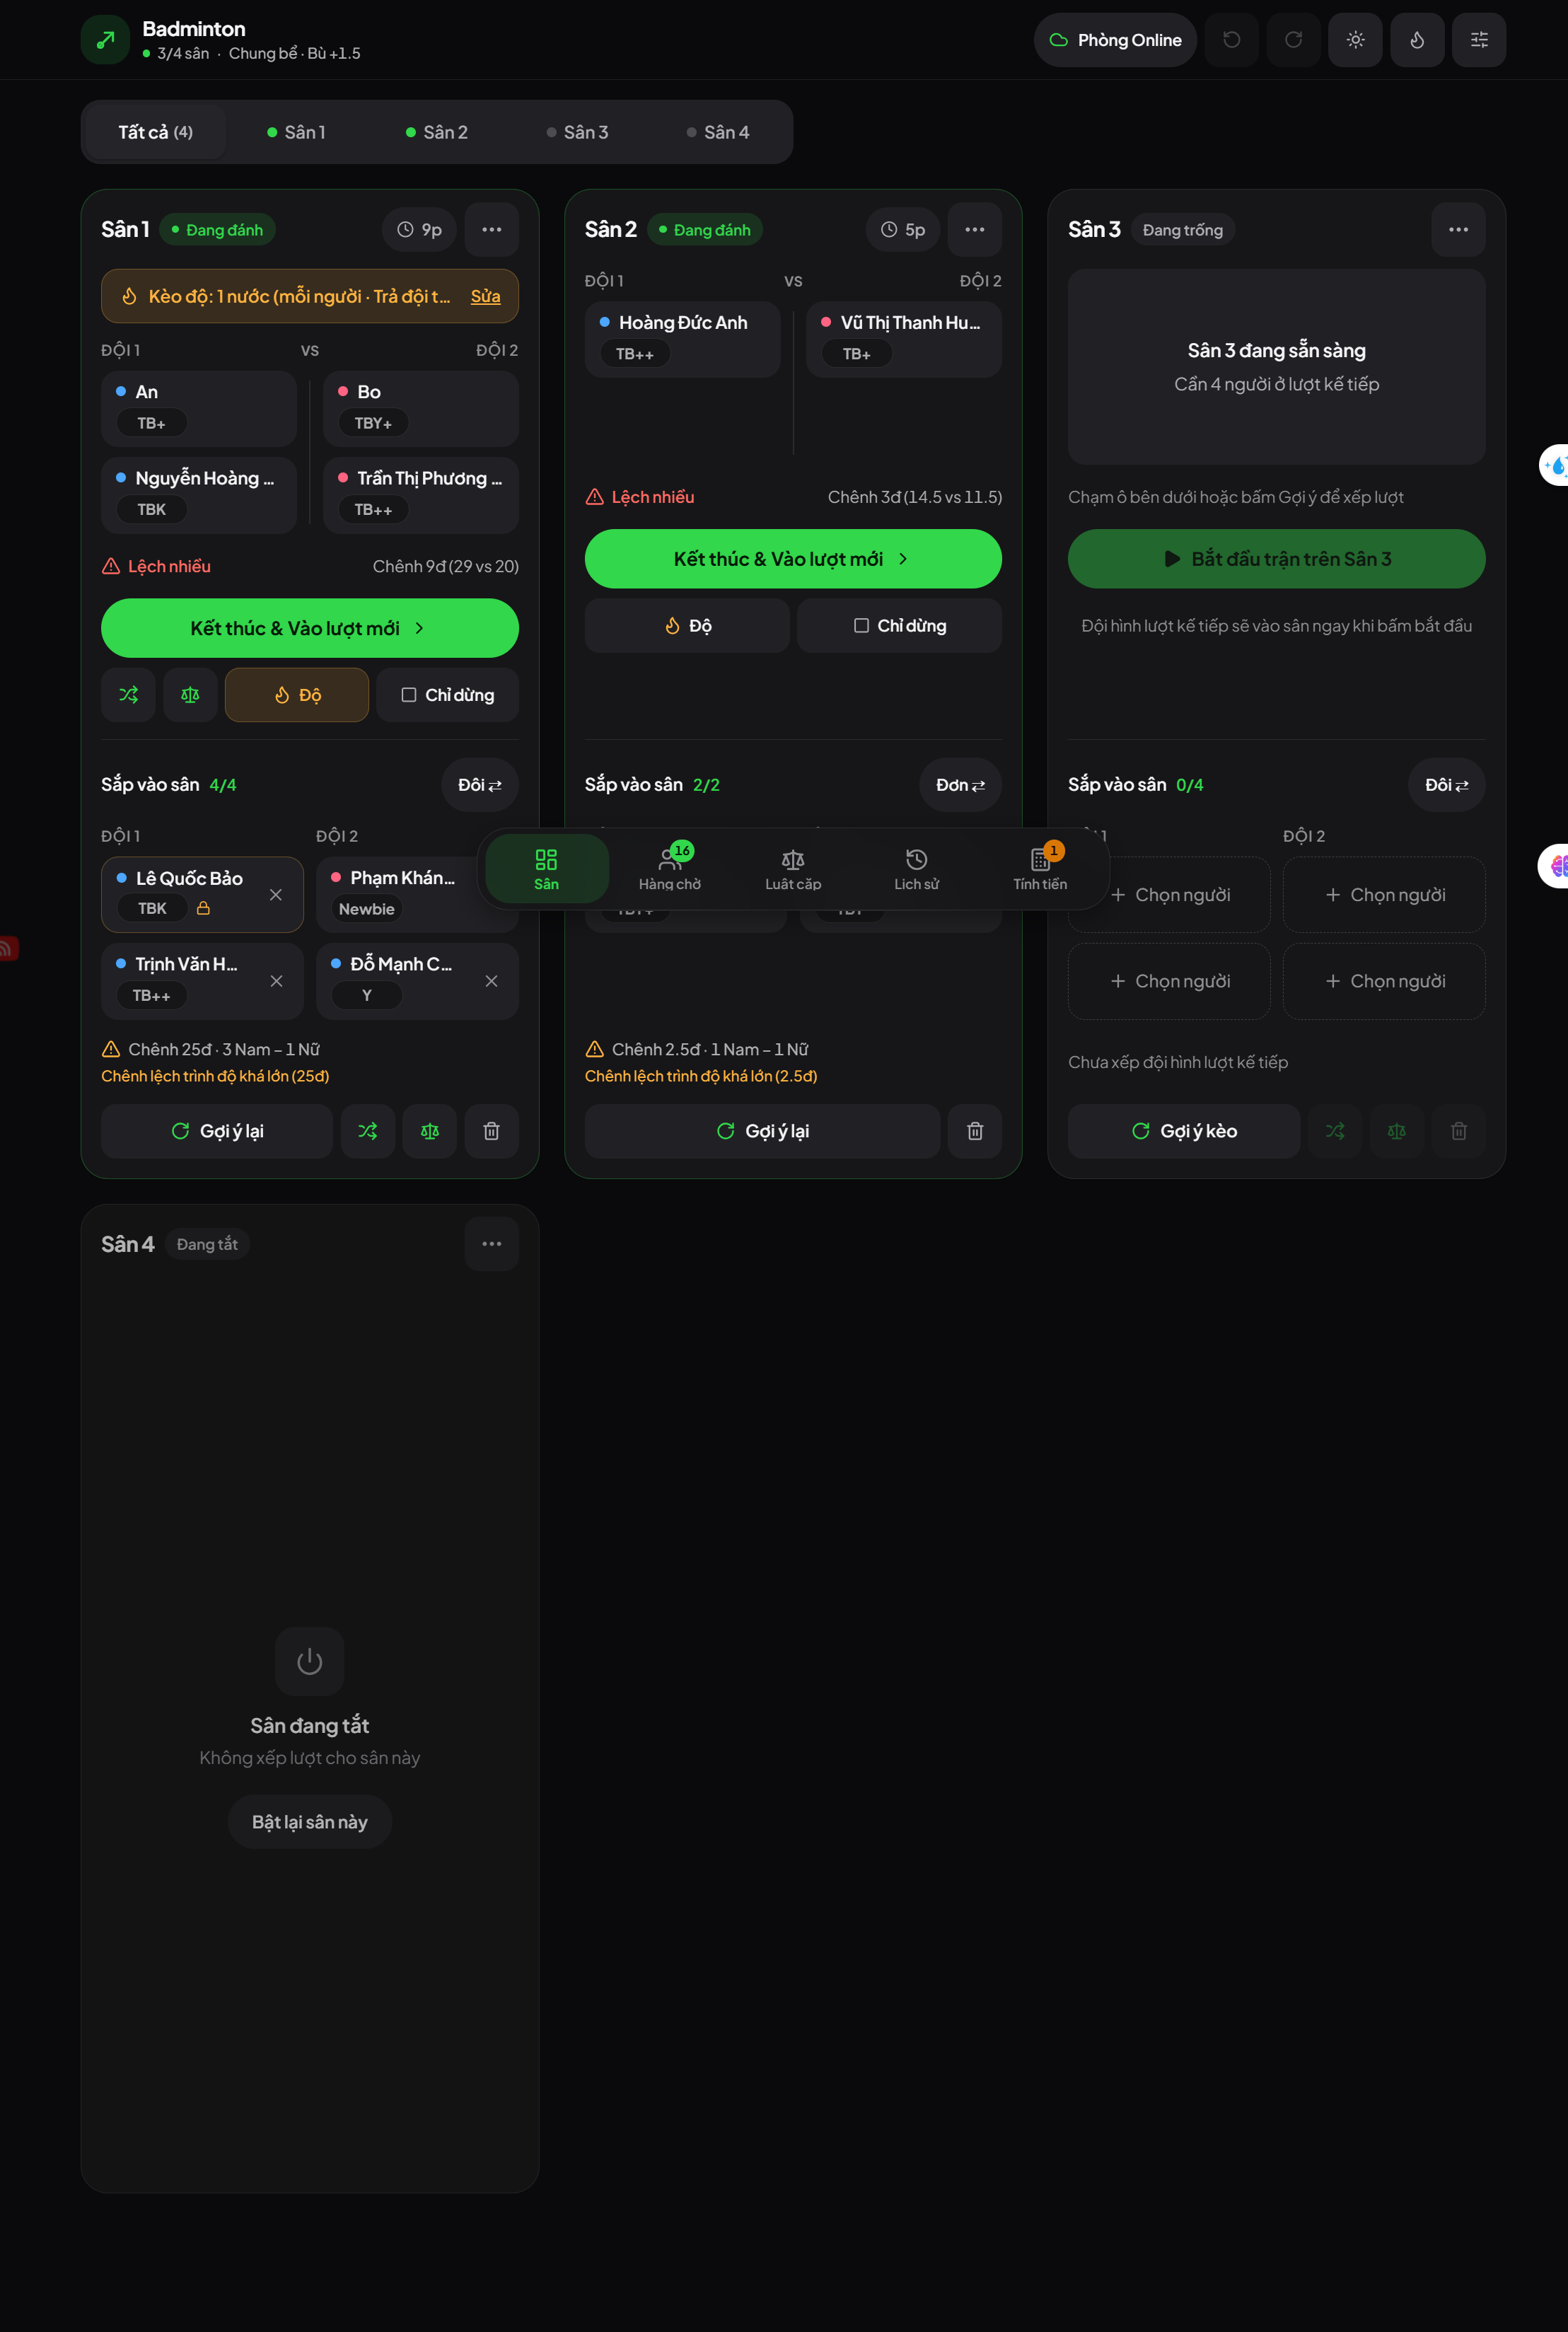 Badminton
3/4 sân · Chung bể · Bù +1.5
Phòng Online
Tất cả (4)
Sân 1
Sân 2
Sân 3
Sân 4
Sân 1
Đang đánh
9p
Kèo độ: 1 nước (mỗi người · Trả đội t...
Sửa
ĐỘI 1
VS
ĐỘI 2
An
TB+
Bo
TBY+
Nguyễn Hoàng ...
TBK
Trần Thị Phương ...
TB++
Lệch nhiều
Chênh 9đ (29 vs 20)
Kết thúc & Vào lượt mới
Độ
Chỉ dừng
Sắp vào sân 4/4
Đôi ⇄
ĐỘI 1
ĐỘI 2
Lê Quốc Bảo
TBK
Phạm Khán...
Newbie
Trịnh Văn H...
TB++
Đỗ Mạnh C...
Y
Chênh 25đ · 3 Nam – 1 Nữ
Chênh lệch trình độ khá lớn (25đ)
Gợi ý lại
Sân 2
Đang đánh
5p
ĐỘI 1
VS
ĐỘI 2
Hoàng Đức Anh
TB++
Vũ Thị Thanh Hu...
TB+
Lệch nhiều
Chênh 3đ (14.5 vs 11.5)
Kết thúc & Vào lượt mới
Độ
Chỉ dừng
Sắp vào sân 2/2
Đơn ⇄
Chênh 2.5đ · 1 Nam – 1 Nữ
Chênh lệch trình độ khá lớn (2.5đ)
Gợi ý lại
Sân 3
Đang trống
Sân 3 đang sẵn sàng
Cần 4 người ở lượt kế tiếp
Chạm ô bên dưới hoặc bấm Gợi ý để xếp lượt
Bắt đầu trận trên Sân 3
Đội hình lượt kế tiếp sẽ vào sân ngay khi bấm bắt đầu
Sắp vào sân 0/4
Đôi ⇄
ĐỘI 2
Chọn người
Chọn người
Chọn người
Chọn người
Chưa xếp đội hình lượt kế tiếp
Gợi ý kèo
Sân
16
Hàng chờ
Luật cặp
Lịch sử
1
Tính tiền
Sân 4
Đang tắt
Sân đang tắt
Không xếp lượt cho sân này
Bật lại sân này